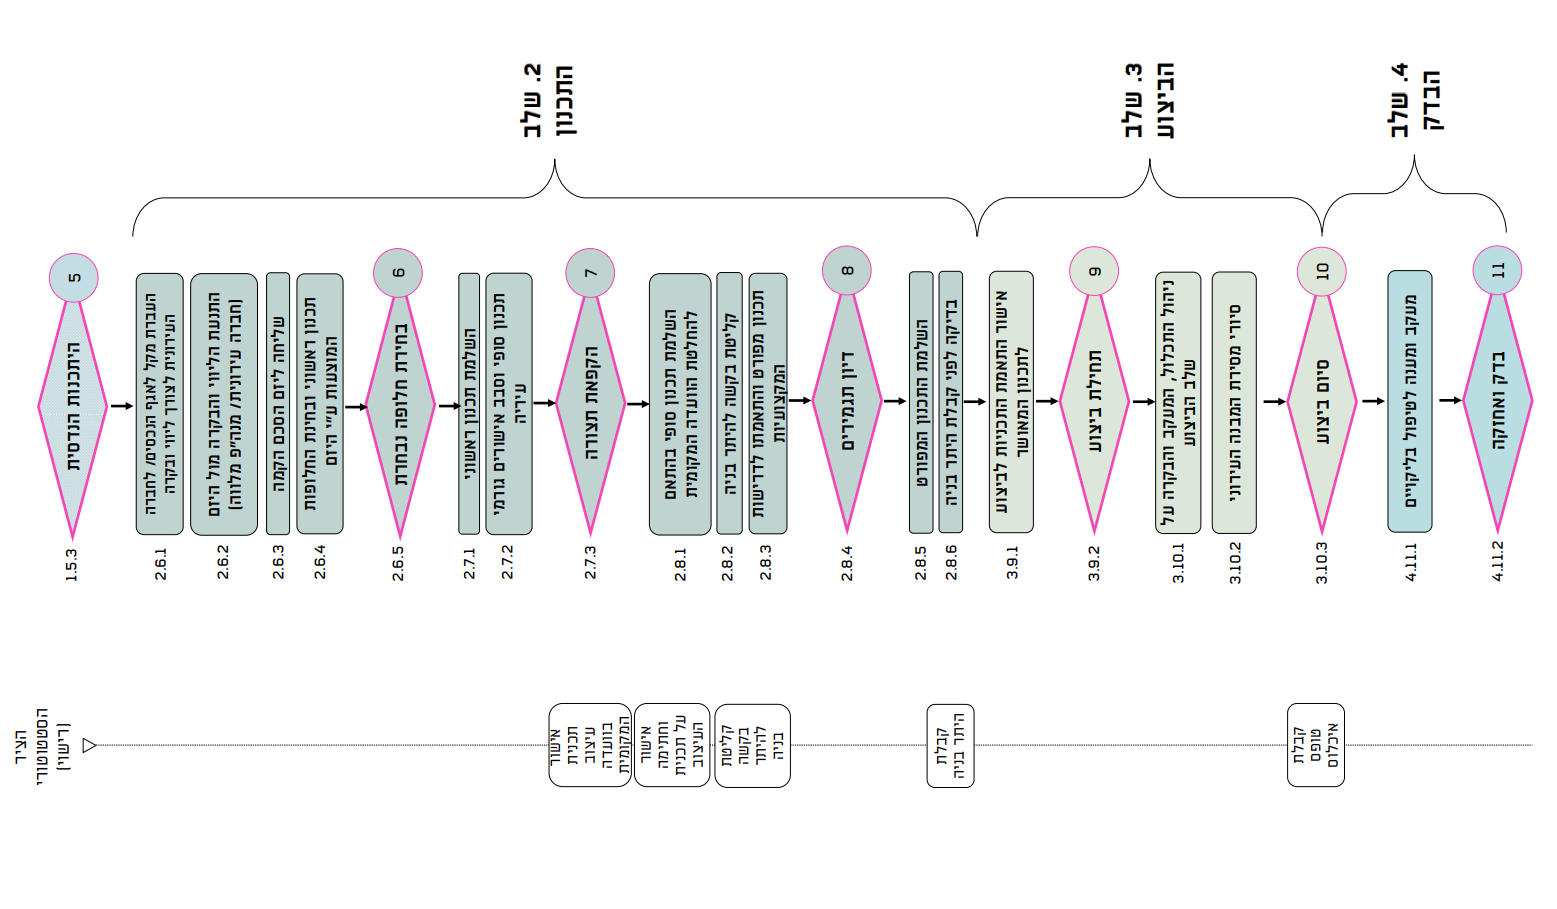 שלב 2.
התכנון
שלב 3.
הביצוע
שלב 4.
הבדק
5
היתכנות הנדסית
1.5.3
העברת מקל לאגף הנכסים/ לחברה
העירונית לצורך ליווי ובקרה
2.6.1
התנעת הליווי והבקרה מול היזם
(חברה עירונית/ מנה"פ מלווה)
2.6.2
שליחה ליזם הסכם הקמה
2.6.3
תכנון ראשוני ובחינת החלופות
המוצעות ע"י היזם
2.6.4
6
בחירת חלופה נבחרת
2.6.5
השלמת תכנון ראשוני
2.7.1
תכנון סופי וסבב אישורים גורמי
עיריה
2.7.2
7
הקפאת תצורה
2.7.3
השלמת תכנון סופי בהתאם
להחלטת הוועדה המקומית
2.8.1
קליטת בקשה להיתר בניה
2.8.2
תכנון מפורט והתאמתו לדרישות
המקצועיות
2.8.3
8
דיון תגמירים
2.8.4
השלמת התכנון המפורט
2.8.5
בדיקה לפני קבלת היתר בניה
2.8.6
אישור התאמת התכניות לביצוע
לתכנון המאושר
3.9.1
9
תחילת ביצוע
3.9.2
ניהול התכלול, המעקב והבקרה על
שלב הביצוע
3.10.1
סיורי מסירת המבנה העירוני
3.10.2
10
סיום ביצוע
3.10.3
מעקב ומענה לטיפול בליקויים
4.11.1
11
בדק ואחזקה
4.11.2
הציר
הסטטוטורי
(רישוי)
אישור
תכנית
עיצוב
בוועדה
המקומית
אישור
וחתימה
על תכנית
העיצוב
קליטת
בקשה
להיתר
בניה
קבלת
היתר בניה
קבלת
טופס
איכלוס